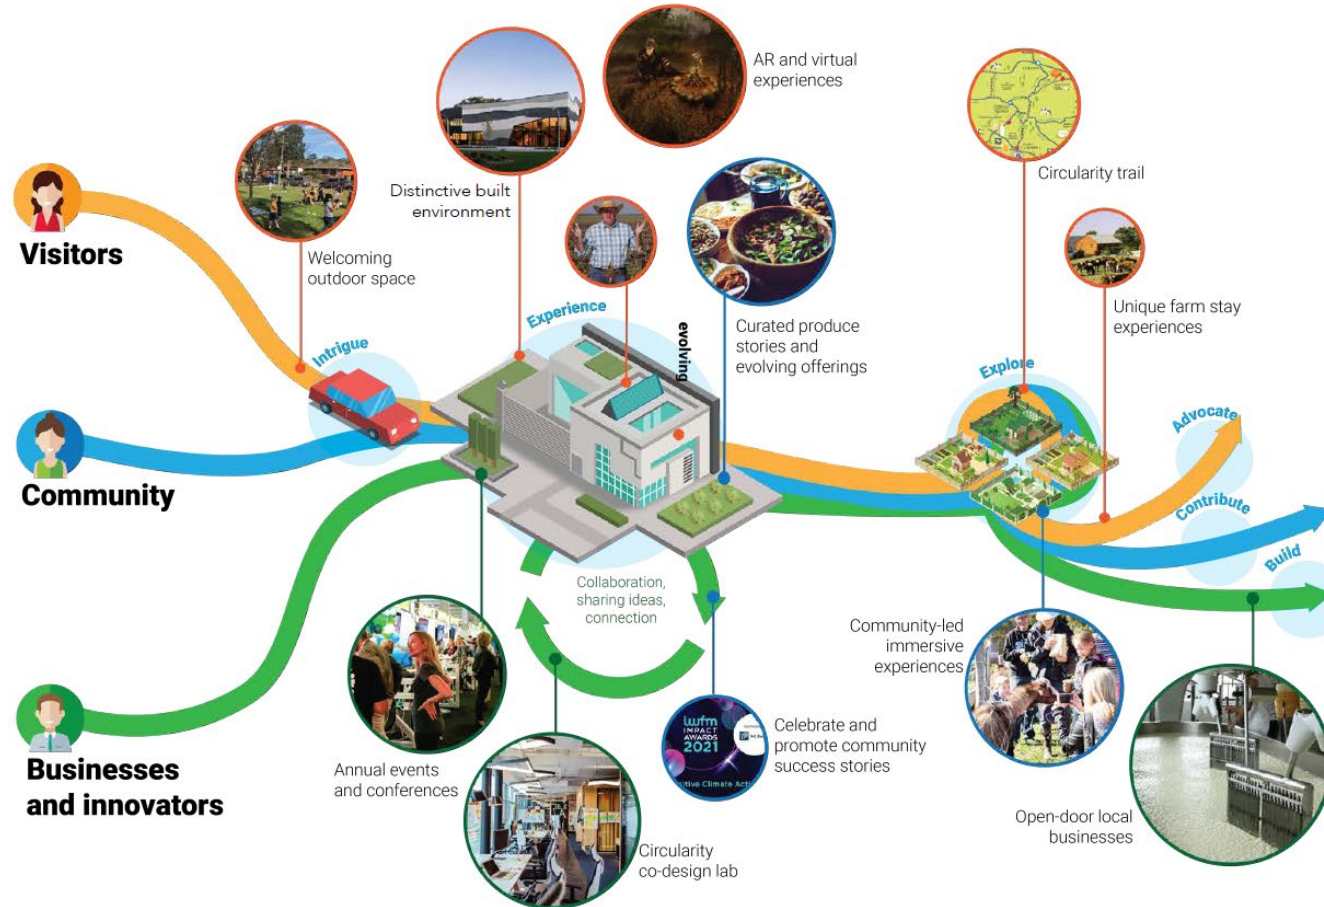 AR and virtual
experiences
Distinctive built
environment
Circularity trail
Visitors
Welcoming
outdoor space
Intrigue
Experience
evolving
Curated produce
stories and
evolving offerings
Unique farm stay
experiences
Explore
Advocate
Community
Contribute
Build
Collaboration,
sharing ideas,
connection
Businesses
and innovators
Annual events
and conferences
Circularity
co-design lab
IMPACT
AWARDS
2021
Celebrate and
promote community
success stories
Community-led
immersive
experiences
Open-door local
businesses